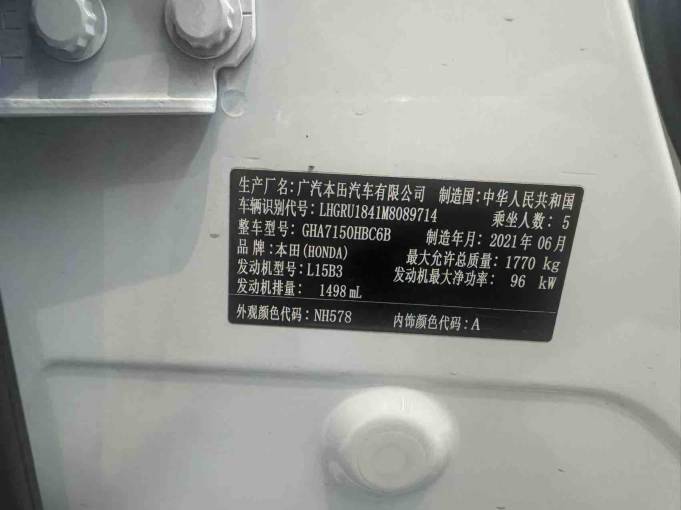 生产厂名：广汽本田汽车有限公司 制造国：中华人民共和国
车辆识别代号：LHGRU1841M8089714 乘坐人数：5
整车型号：GHA7150HBC6B 制造年月：2021年06月
品牌：本田(HONDA) 最大允许总质量：1770 kg
发动机型号：L15B3 发动机最大净功率：96 kW
发动机排量：1498 mL
外观颜色代码：NH578 内饰颜色代码：A